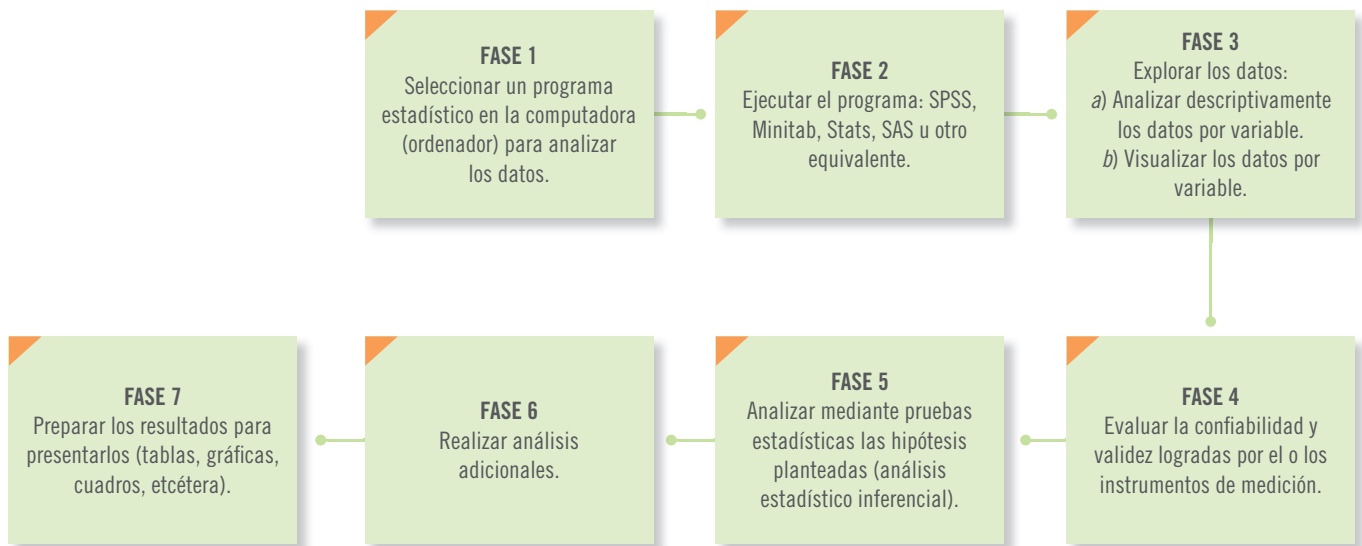 FASE 1
Seleccionar un programa
estadístico en la computadora
(ordenador) para analizar
los datos.
FASE 2
Ejecutar el programa: SPSS,
Minitab, Stats, SAS u otro
equivalente.
FASE 3
Explorar los datos:
a) Analizar descriptivamente
los datos por variable.
b) Visualizar los datos por
variable.
FASE 4
Evaluar la confiabilidad y
validez logradas por el o los
instrumentos de medición.
FASE 5
Analizar mediante pruebas
estadísticas las hipótesis
planteadas (análisis
estadístico inferencial).
FASE 6
Realizar análisis
adicionales.
FASE 7
Preparar los resultados para
presentarlos (tablas, gráficas,
cuadros, etcétera).